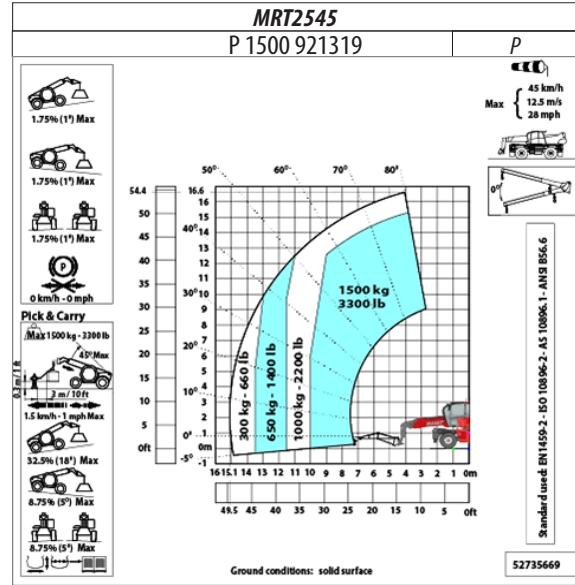 MRT2545
P 1500 921319
P
1.75% (1°) Max
1.75% (1°) Max
1.75% (1°) Max
P
0 km/h - 0 mph
Pick & Carry
Max 1500 kg - 3300 lb
45° Max
0.3 m / 1 ft
3 m / 10 ft
1.5 km/h - 1 mph Max
32.5% (18°) Max
8.75% (5°) Max
8.75% (5°) Max
Max
45 km/h
12.5 m/s
28 mph
0°
54.4
50
45
40
35
30
25
20
15
10
5
0ft
16.6
16
15
14
13
12
11
10
9
8
7
6
5
4
3
2
1
0m
-1
-5°
0°
10°
20°
30°
40°
50°
60°
70°
80°
300 kg - 660 lb
650 kg - 1400 lb
1000 kg - 2200 lb
1500 kg
3300 lb
16 15.1 14 13 12 11 10 9 8 7 6 5 4 3 2 1 0m
49.5 45 40 35 30 25 20 15 10 5 0ft
Ground conditions: solid surface
Standard used: EN1459-2 - ISO 10896-2 - AS 10896.1 - ANSI B56.6
52735669